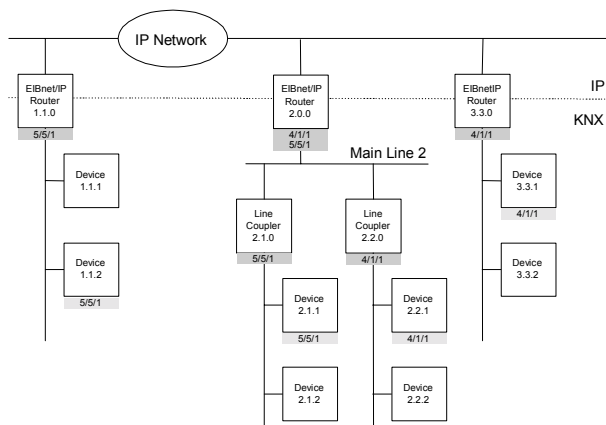 IP Network
EIBnet/IP
Router
1.1.0
5/5/1
EIBnet/IP
Router
2.0.0
4/1/1
5/5/1
EIBnetIP
Router
3.3.0
4/1/1
IP
KNX
Main Line 2
Device
1.1.1
Device
1.1.2
5/5/1
Line
Coupler
2.1.0
5/5/1
Line
Coupler
2.2.0
4/1/1
Device
2.1.1
5/5/1
Device
2.1.2
Device
2.2.1
4/1/1
Device
2.2.2
Device
3.3.1
4/1/1
Device
3.3.2